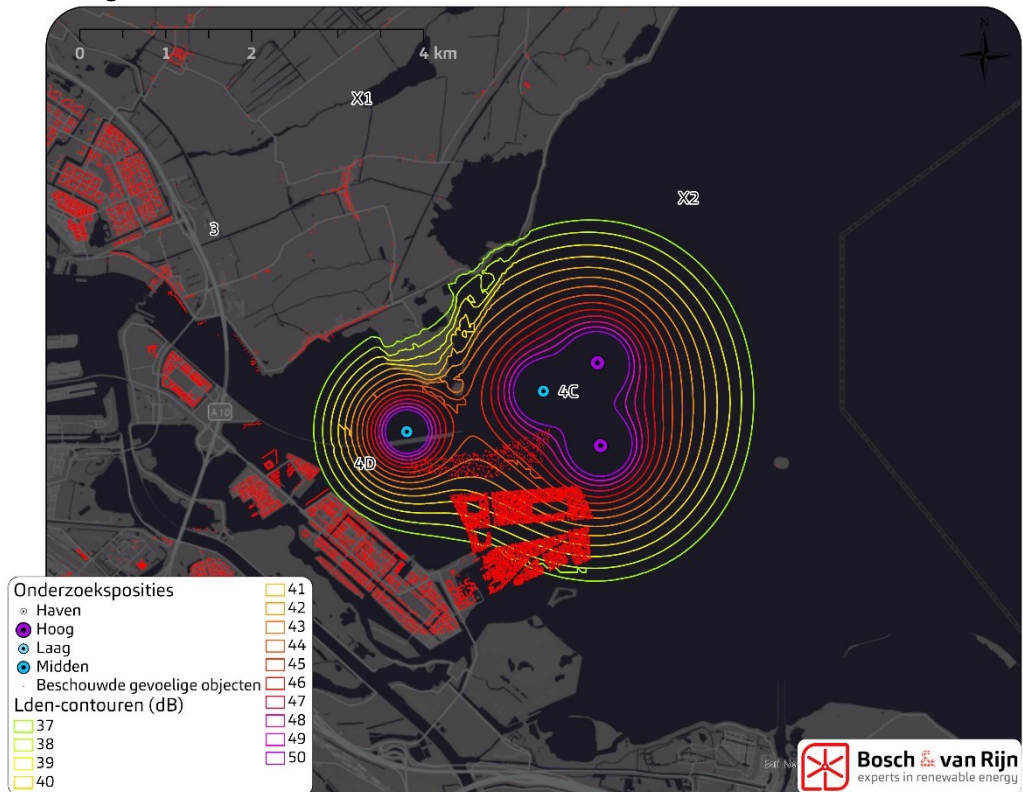 N
0 1 2 4 km
X1
X2
3
4C
A10
4D
Onderzoeksposities
Haven
Hoog
Laag
Midden
Beschouwde gevoelige objecten
Lden-contouren (dB)
37
38
39
40
41
42
43
44
45
46
47
48
49
50
Bosch & van Rijn
experts in renewable energy